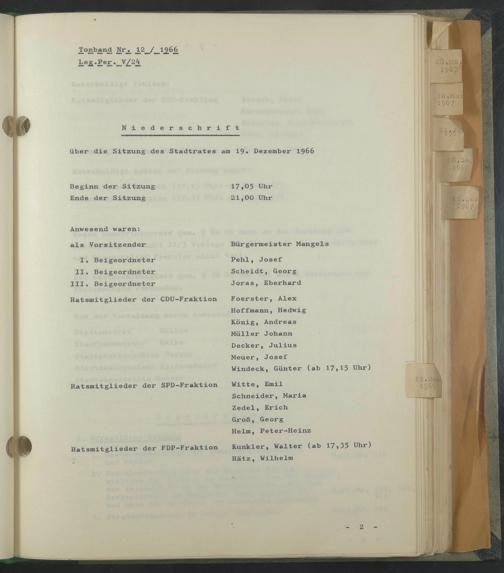 Tonband Nr. 12 / 1966
Leg.Per. V/24
Niederschrift
über die Sitzung des Stadtrates am 19. Dezember 1966
Beginn der Sitzung 17,05 Uhr
Ende der Sitzung 21,00 Uhr
Anwesend waren:
als Vorsitzender Bürgermeister Mangels
I. Beigeordneter Pehl, Josef
II. Beigeordneter Scheidt, Georg
III. Beigeordneter Joras, Eberhard
Ratsmitglieder der CDU-Fraktion Foerster, Alex
Hoffmann, Hedwig
König, Andreas
Müller Johann
Decker, Julius
Meuer, Josef
Windeck, Günter (ab 17,15 Uhr)
Ratsmitglieder der SPD-Fraktion Witte, Emil
Schneider, Maria
Zedel, Erich
Groß, Georg
Helm, Peter-Heinz
Ratsmitglieder der FDP-Fraktion Kunkler, Walter (ab 17,35 Uhr)
Hätz, Wilhelm
- 2 -